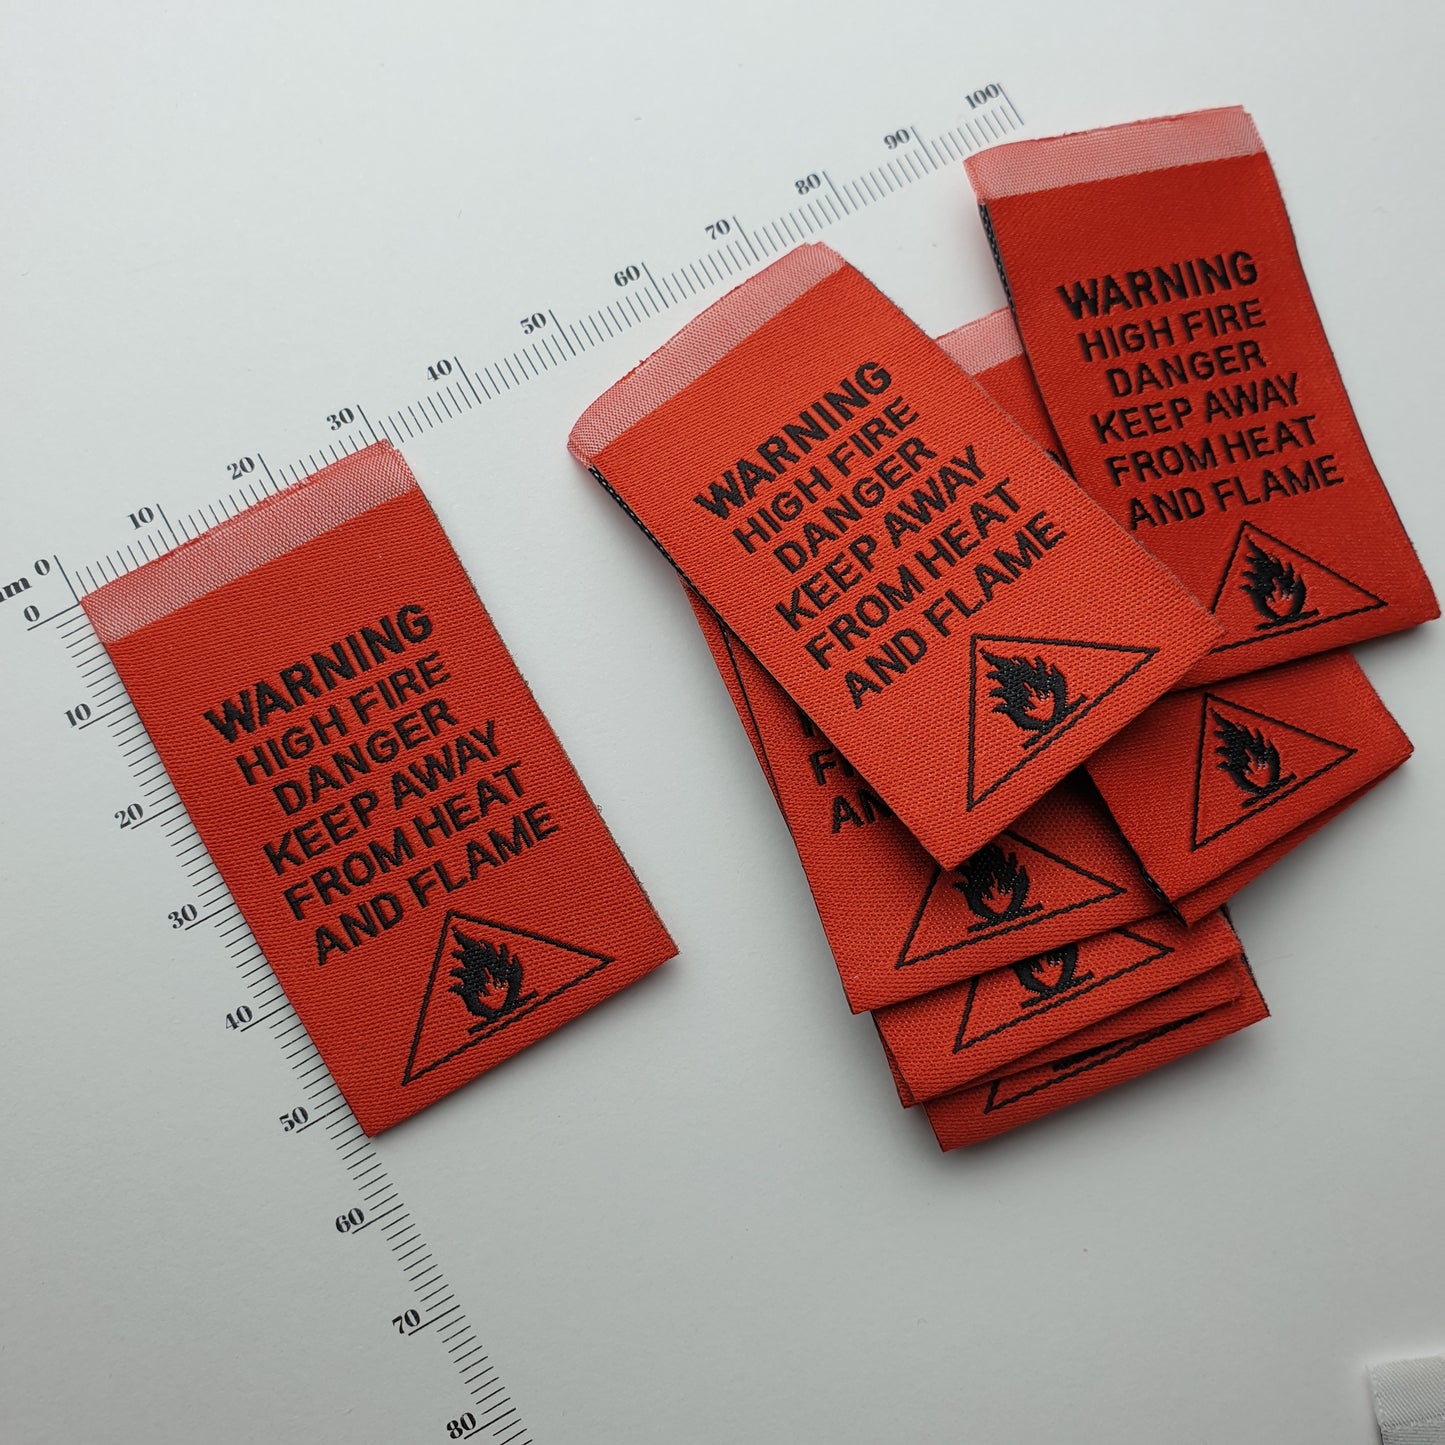 mm 0 10 20 30 40 50 60 70 80 90 100
0
10
20
30
40
50
60
70
80
WARNING
HIGH FIRE
DANGER
KEEP AWAY
FROM HEAT
AND FLAME
WARNING
HIGH FIRE
DANGER
KEEP AWAY
FROM HEAT
AND FLAME
WARNING
HIGH FIRE
DANGER
KEEP AWAY
FROM HEAT
AND FLAME